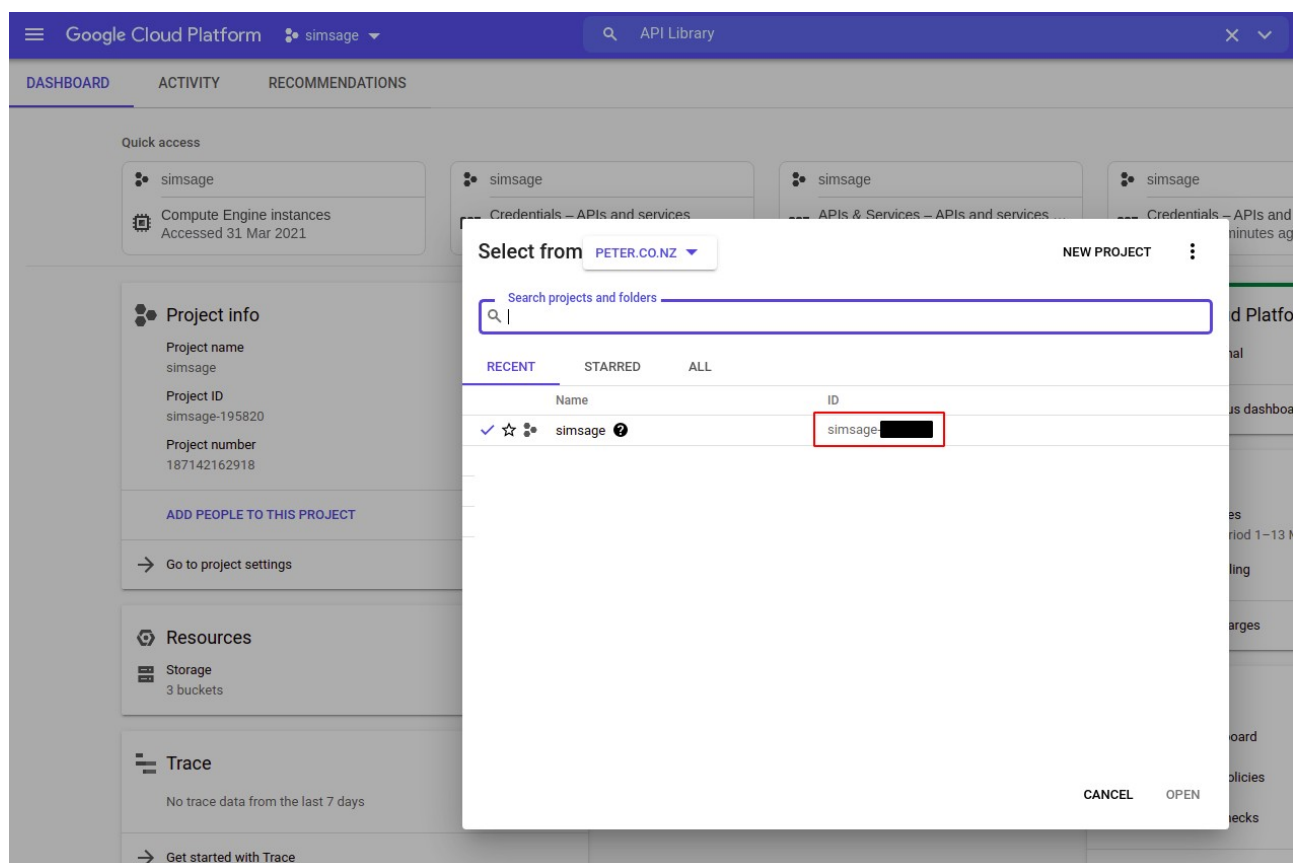 Google Cloud Platform simsage API Library
DASHBOARD ACTIVITY RECOMMENDATIONS
Quick access
simsage simsage simsage simsage
Compute Engine instances Credentials – APIs and services APIs & Services – APIs and services ... Credentials – APIs and
Accessed 31 Mar 2021 minutes ag
Select from PETER.CO.NZ NEW PROJECT
Search projects and folders
RECENT STARRED ALL
Name ID
simsage simsage-
CANCEL OPEN
Project info
Project name
simsage
Project ID
simsage-195820
Project number
187142162918
ADD PEOPLE TO THIS PROJECT
Go to project settings
Resources
Storage
3 buckets
Trace
No trace data from the last 7 days
Get started with Trace
d Platfo
nal
us dashboa
es
riod 1–13 M
ling
arges
oard
olicies
ecks